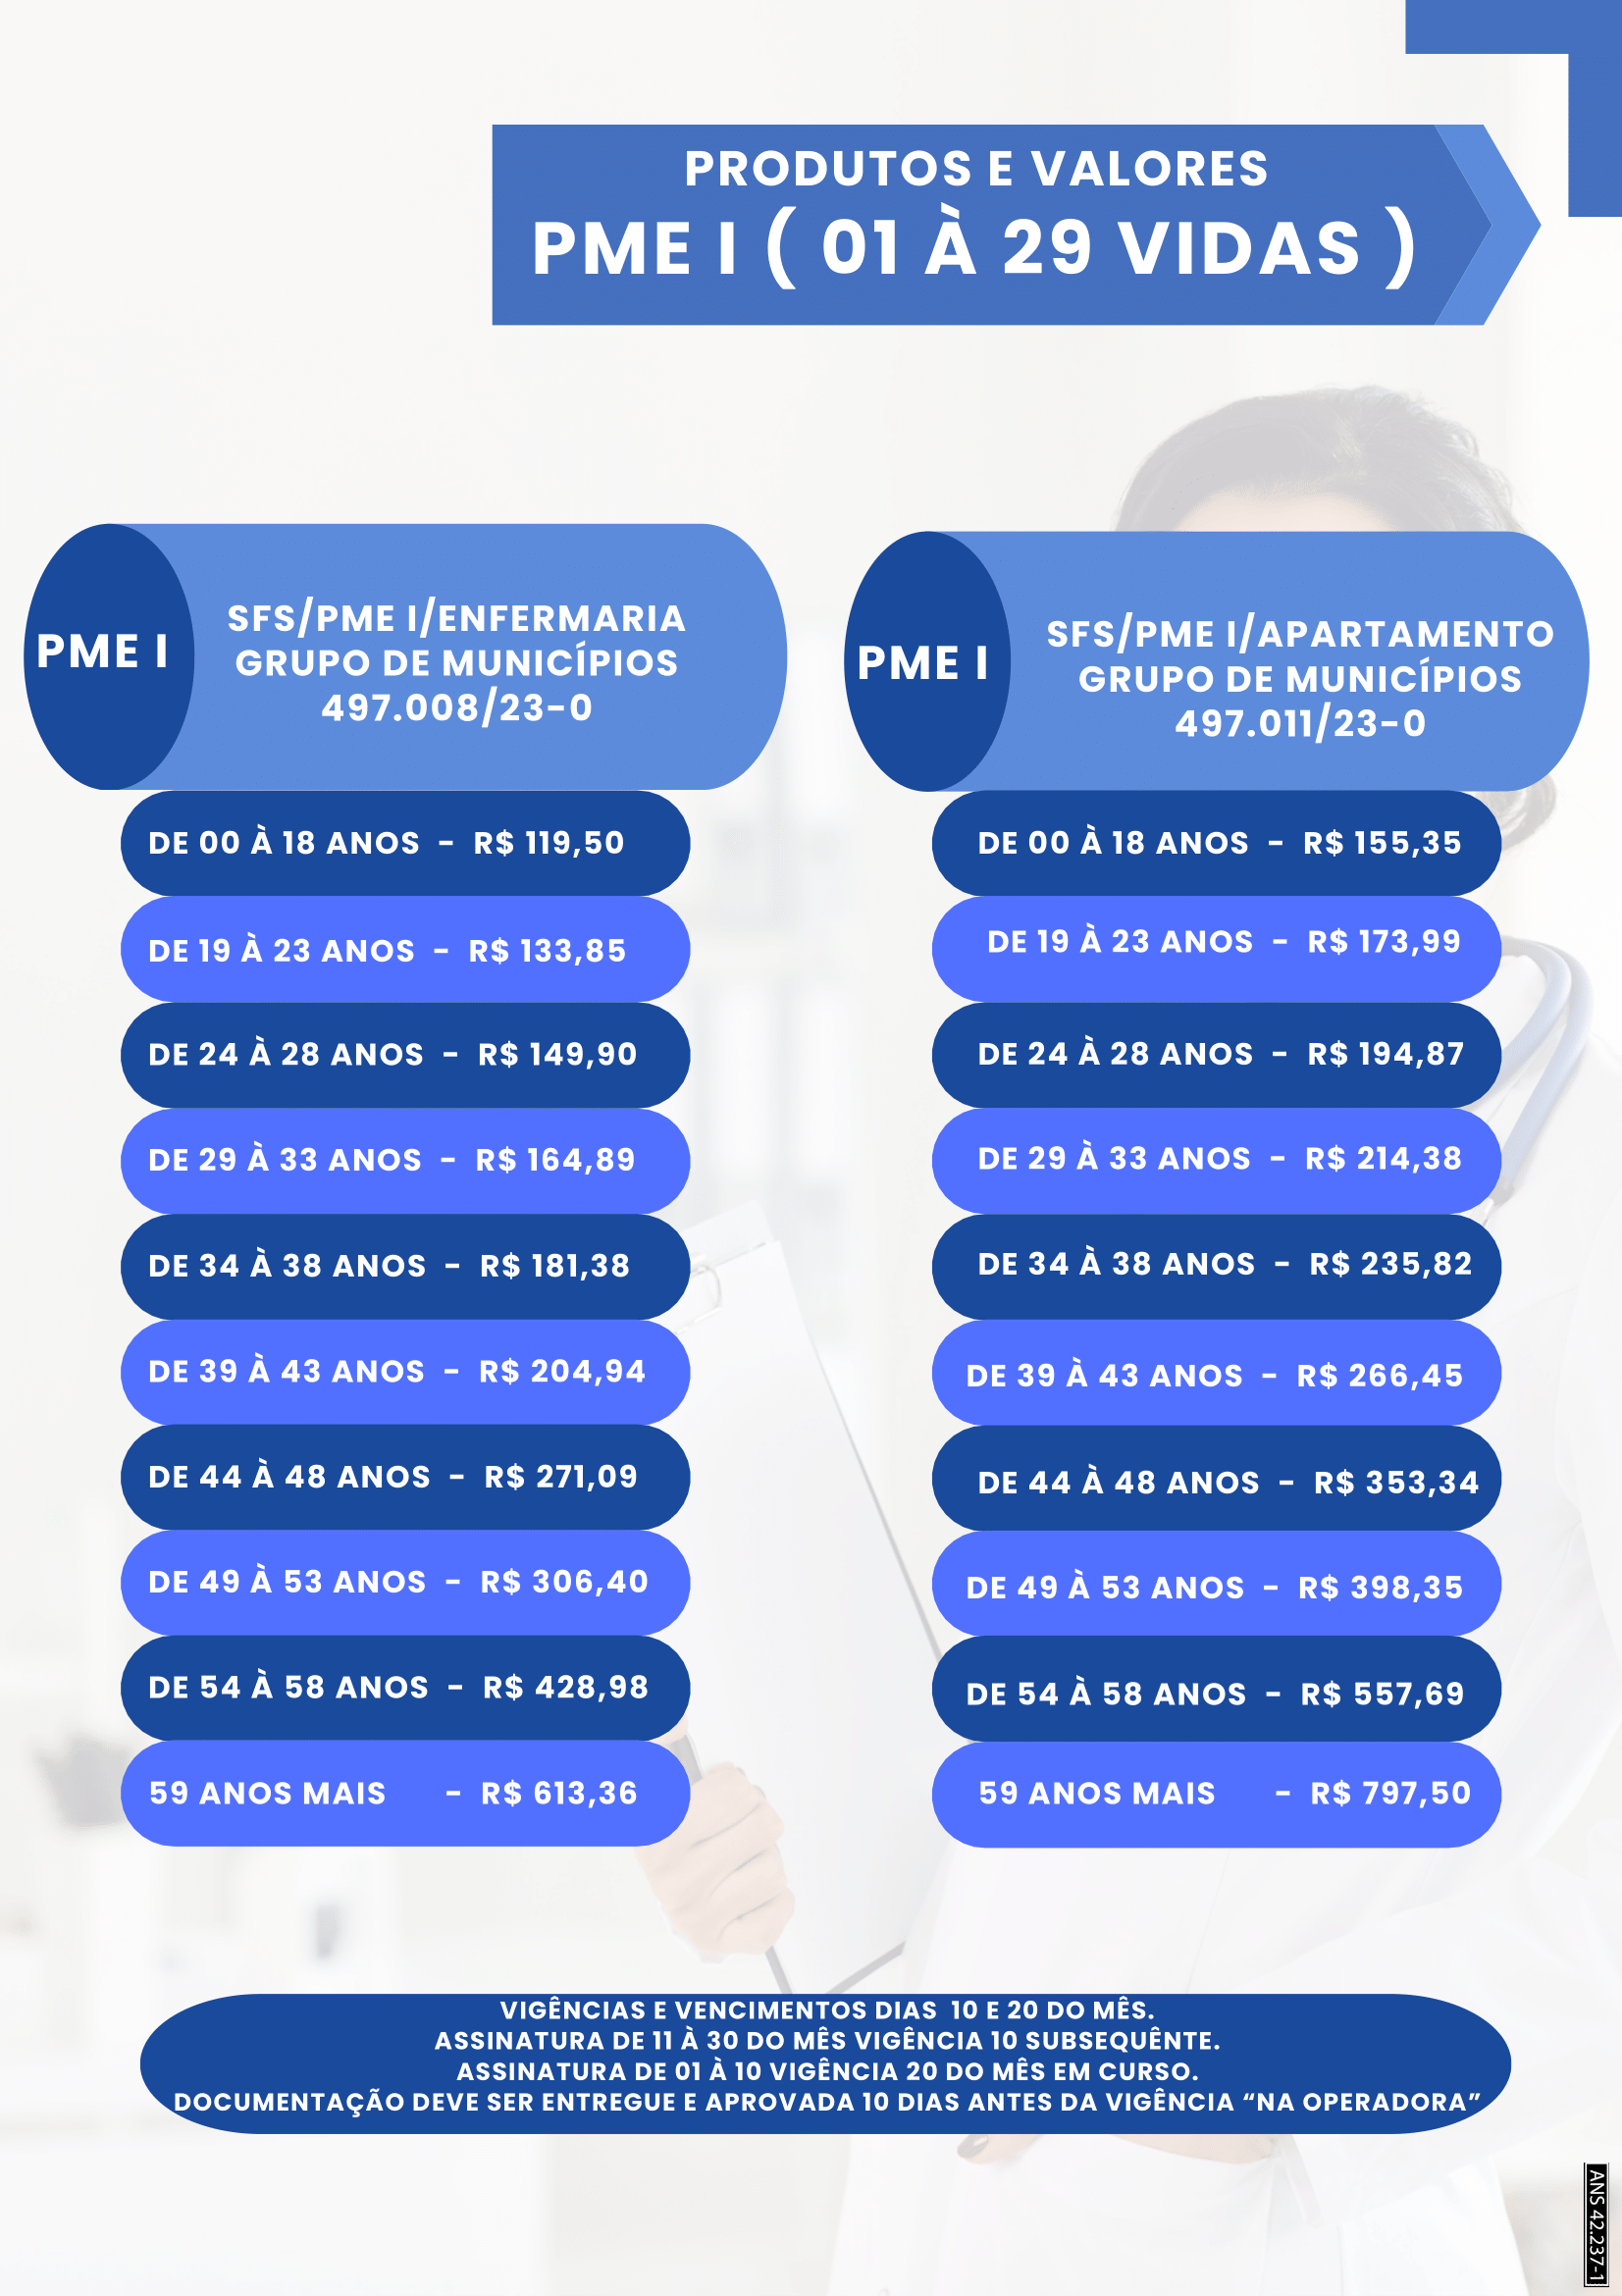 PRODUTOS E VALORES
PME I ( 01 À 29 VIDAS )
PME I
SFS/PME I/ENFERMARIA
GRUPO DE MUNICÍPIOS
497.008/23-0
DE 00 À 18 ANOS - R$ 119,50
DE 19 À 23 ANOS - R$ 133,85
DE 24 À 28 ANOS - R$ 149,90
DE 29 À 33 ANOS - R$ 164,89
DE 34 À 38 ANOS - R$ 181,38
DE 39 À 43 ANOS - R$ 204,94
DE 44 À 48 ANOS - R$ 271,09
DE 49 À 53 ANOS - R$ 306,40
DE 54 À 58 ANOS - R$ 428,98
59 ANOS MAIS - R$ 613,36
PME I
SFS/PME I/APARTAMENTO
GRUPO DE MUNICÍPIOS
497.011/23-0
DE 00 À 18 ANOS - R$ 155,35
DE 19 À 23 ANOS - R$ 173,99
DE 24 À 28 ANOS - R$ 194,87
DE 29 À 33 ANOS - R$ 214,38
DE 34 À 38 ANOS - R$ 235,82
DE 39 À 43 ANOS - R$ 266,45
DE 44 À 48 ANOS - R$ 353,34
DE 49 À 53 ANOS - R$ 398,35
DE 54 À 58 ANOS - R$ 557,69
59 ANOS MAIS - R$ 797,50
VIGÊNCIAS E VENCIMENTOS DIAS 10 E 20 DO MÊS.
ASSINATURA DE 11 À 30 DO MÊS VIGÊNCIA 10 SUBSEQUÊNTE.
ASSINATURA DE 01 À 10 VIGÊNCIA 20 DO MÊS EM CURSO.
DOCUMENTAÇÃO DEVE SER ENTREGUE E APROVADA 10 DIAS ANTES DA VIGÊNCIA “NA OPERADORA”
ANS 42.237-1